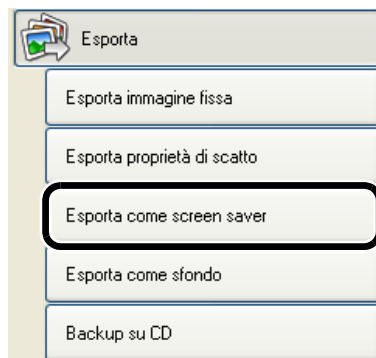 Esporta
Esporta immagine fissa
Esporta proprietà di scatto
Esporta come screen saver
Esporta come sfondo
Backup su CD